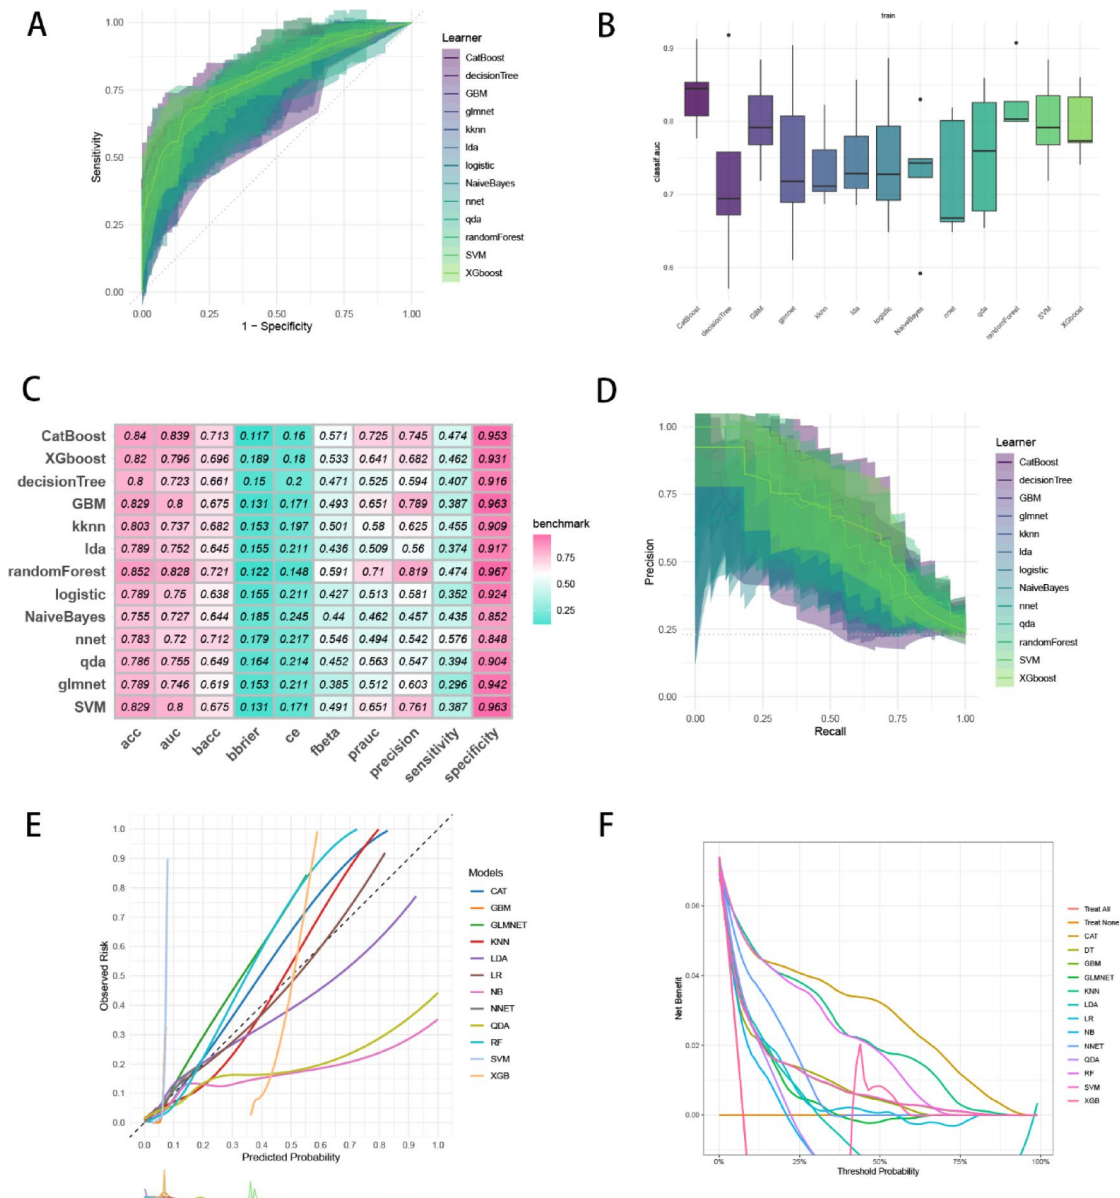 A
1.00
0.75
0.50
0.25
0.00
Sensitivity
0.00 0.25 0.50 0.75 1.00
1 − Specificity
Learner
CatBoost
decisionTree
GBM
glmnet
kknn
lda
logistic
NaiveBayes
nnet
qda
randomForest
SVM
XGboost
B
train
0.9
0.8
0.7
0.6
classif.auc
CatBoost decisionTree GBM glmnet kknn lda logistic NaiveBayes nnet qda randomForest SVM XGboost
C
CatBoost 0.84 0.839 0.713 0.117 0.16 0.571 0.725 0.745 0.474 0.953
XGboost 0.82 0.796 0.696 0.189 0.18 0.533 0.641 0.682 0.462 0.931
decisionTree 0.8 0.723 0.661 0.15 0.2 0.471 0.525 0.594 0.407 0.916
GBM 0.829 0.8 0.675 0.131 0.171 0.493 0.651 0.789 0.387 0.963
kknn 0.803 0.737 0.682 0.153 0.197 0.501 0.58 0.625 0.455 0.909
lda 0.789 0.752 0.645 0.155 0.211 0.436 0.509 0.56 0.374 0.917
randomForest 0.852 0.828 0.721 0.122 0.148 0.591 0.71 0.819 0.474 0.967
logistic 0.789 0.75 0.638 0.155 0.211 0.427 0.513 0.581 0.352 0.924
NaiveBayes 0.755 0.727 0.644 0.185 0.245 0.44 0.462 0.457 0.435 0.852
nnet 0.783 0.72 0.712 0.179 0.217 0.546 0.494 0.542 0.576 0.848
qda 0.786 0.755 0.649 0.164 0.214 0.452 0.563 0.547 0.394 0.904
glmnet 0.789 0.746 0.619 0.153 0.211 0.385 0.512 0.603 0.296 0.942
SVM 0.829 0.8 0.675 0.131 0.171 0.491 0.651 0.761 0.387 0.963
acc auc bacc bbrier ce fbeta prauc precision sensitivity specificity
benchmark
0.75
0.50
0.25
D
1.00
0.75
0.50
0.25
0.00
Precision
0.00 0.25 0.50 0.75 1.00
Recall
Learner
CatBoost
decisionTree
GBM
glmnet
kknn
lda
logistic
NaiveBayes
nnet
qda
randomForest
SVM
XGboost
E
1.0
0.9
0.8
0.7
0.6
0.5
0.4
0.3
0.2
0.1
0.0
Observed Risk
0.0 0.1 0.2 0.3 0.4 0.5 0.6 0.7 0.8 0.9 1.0
Predicted Probability
Models
CAT
GBM
GLMNET
KNN
LDA
LR
NB
NNET
QDA
RF
SVM
XGB
F
0.06
0.04
0.02
0.00
Net Benefit
0% 25% 50% 75% 100%
Threshold Probability
Treat All
Treat None
CAT
DT
GBM
GLMNET
KNN
LDA
LR
NB
NNET
QDA
RF
SVM
XGB